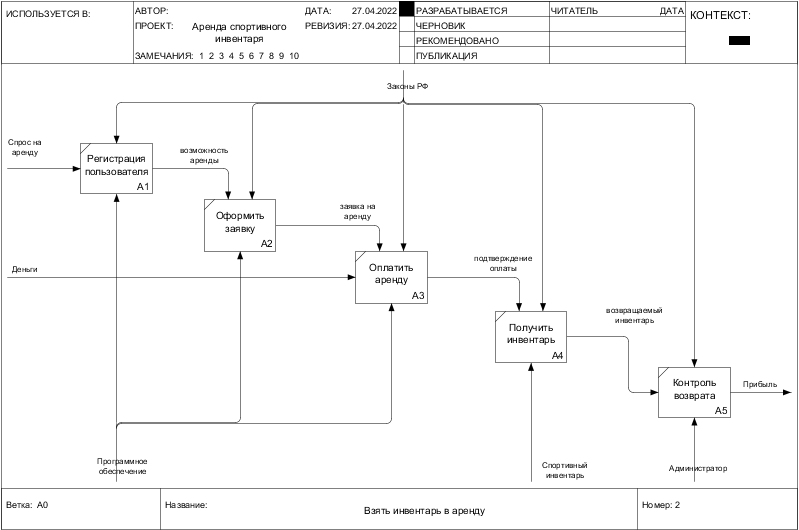 ИСПОЛЬЗУЕТСЯ В:
АВТОР:
ДАТА: 27.04.2022
ПРОЕКТ: Аренда спортивного
инвентаря
РЕВИЗИЯ: 27.04.2022
ЗАМЕЧАНИЯ: 1 2 3 4 5 6 7 8 9 10
РАЗРАБАТЫВАЕТСЯ
ЧЕРНОВИК
РЕКОМЕНДОВАНО
ПУБЛИКАЦИЯ
ЧИТАТЕЛЬ
ДАТА
КОНТЕКСТ:
Законы РФ
Спрос на
аренду
Регистрация
пользователя
A1
возможность
аренды
Оформить
заявку
A2
заявка на
аренду
Деньги
Оплатить
аренду
A3
подтверждение
оплаты
Получить
инвентарь
A4
возвращаемый
инвентарь
Контроль
возврата
A5
Прибыль
Программное
обеспечение
Спортивный
инвентарь
Администратор
Ветка: A0
Название:
Взять инвентарь в аренду
Номер: 2